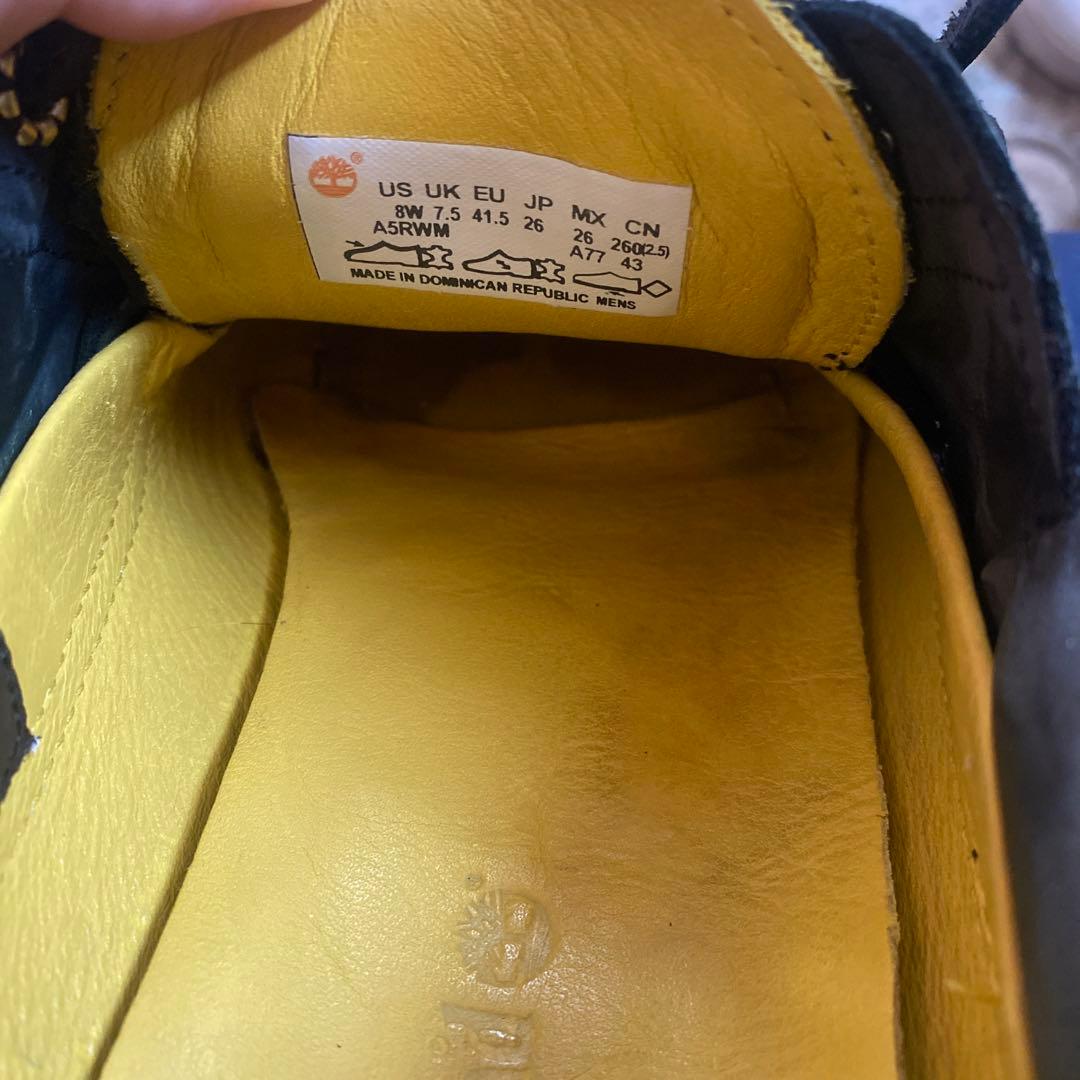 ®
US UK EU JP MX CN
8W 7.5 41.5 26 26 260(2.5)
A5RWM A77 43
MADE IN DOMINICAN REPUBLIC MENS